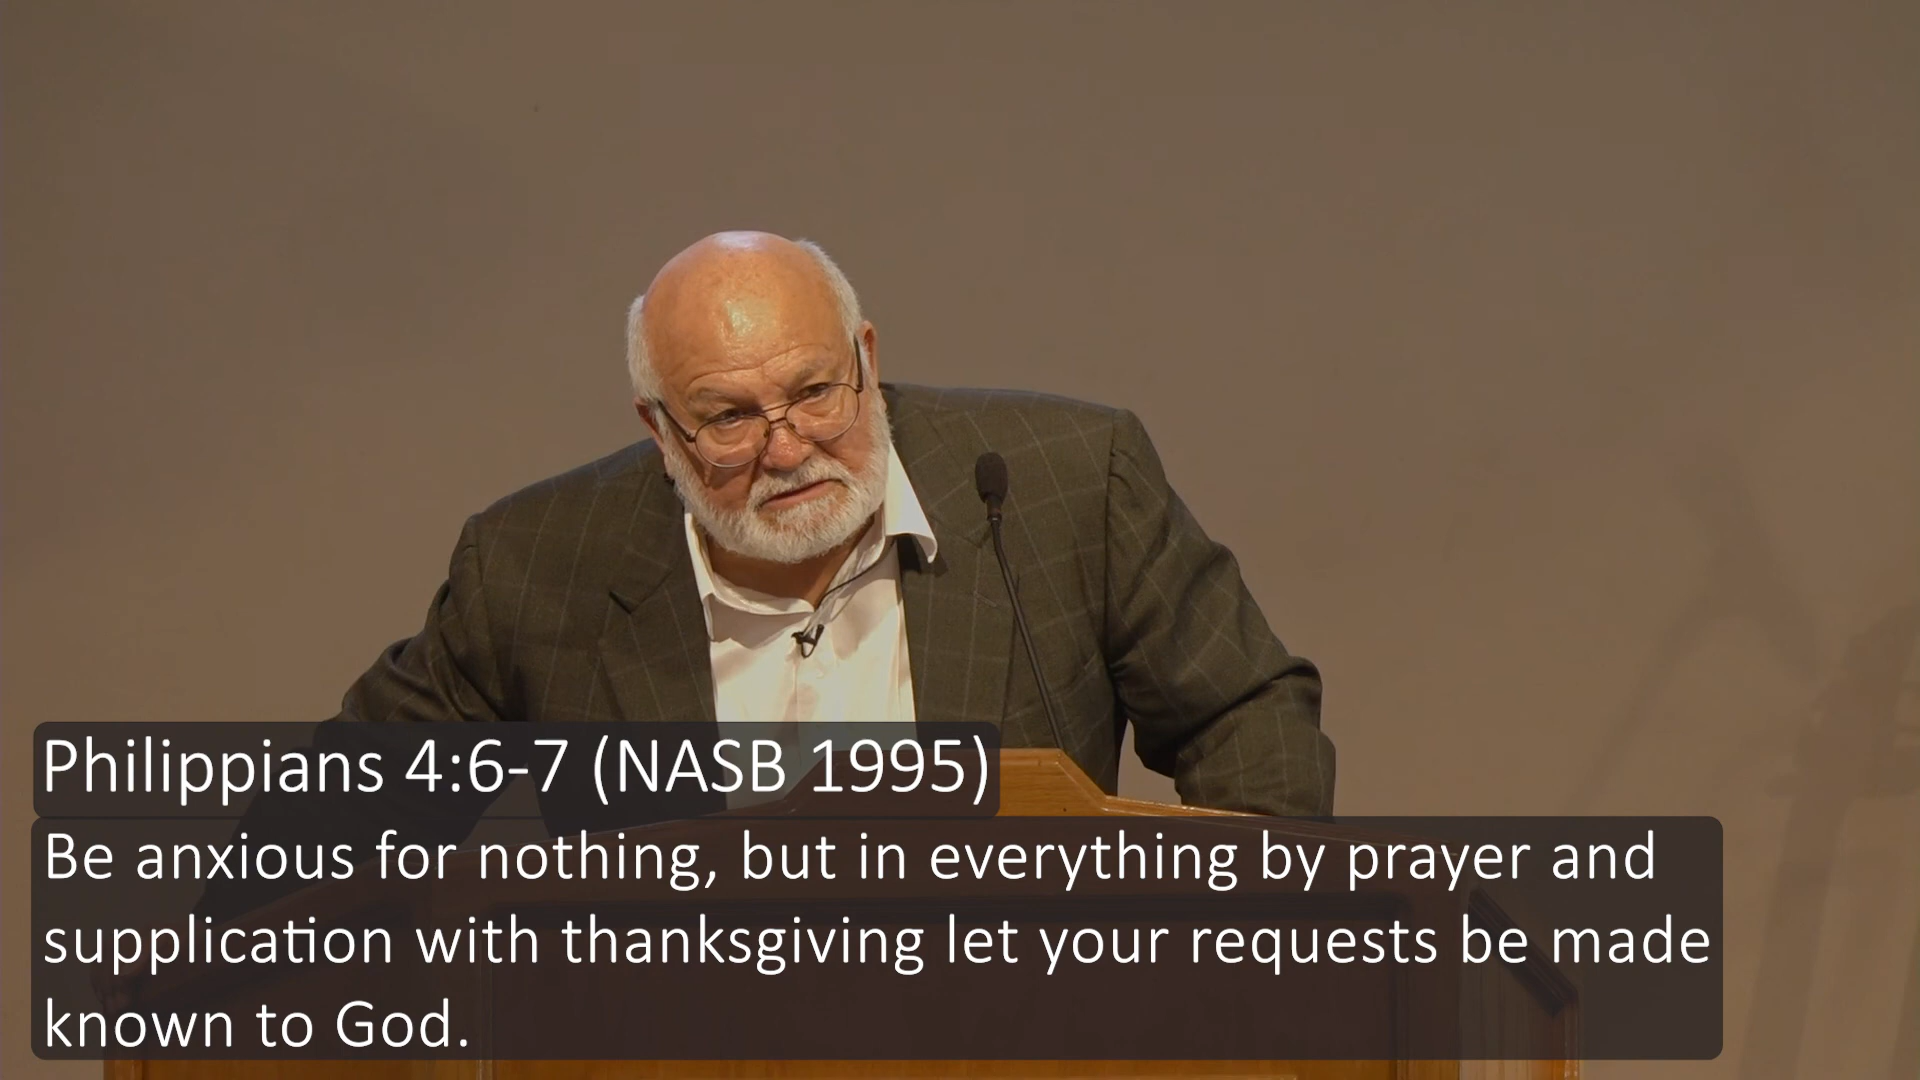 Philippians 4:6-7 (NASB 1995)
Be anxious for nothing, but in everything by prayer and
supplication with thanksgiving let your requests be made
known to God.